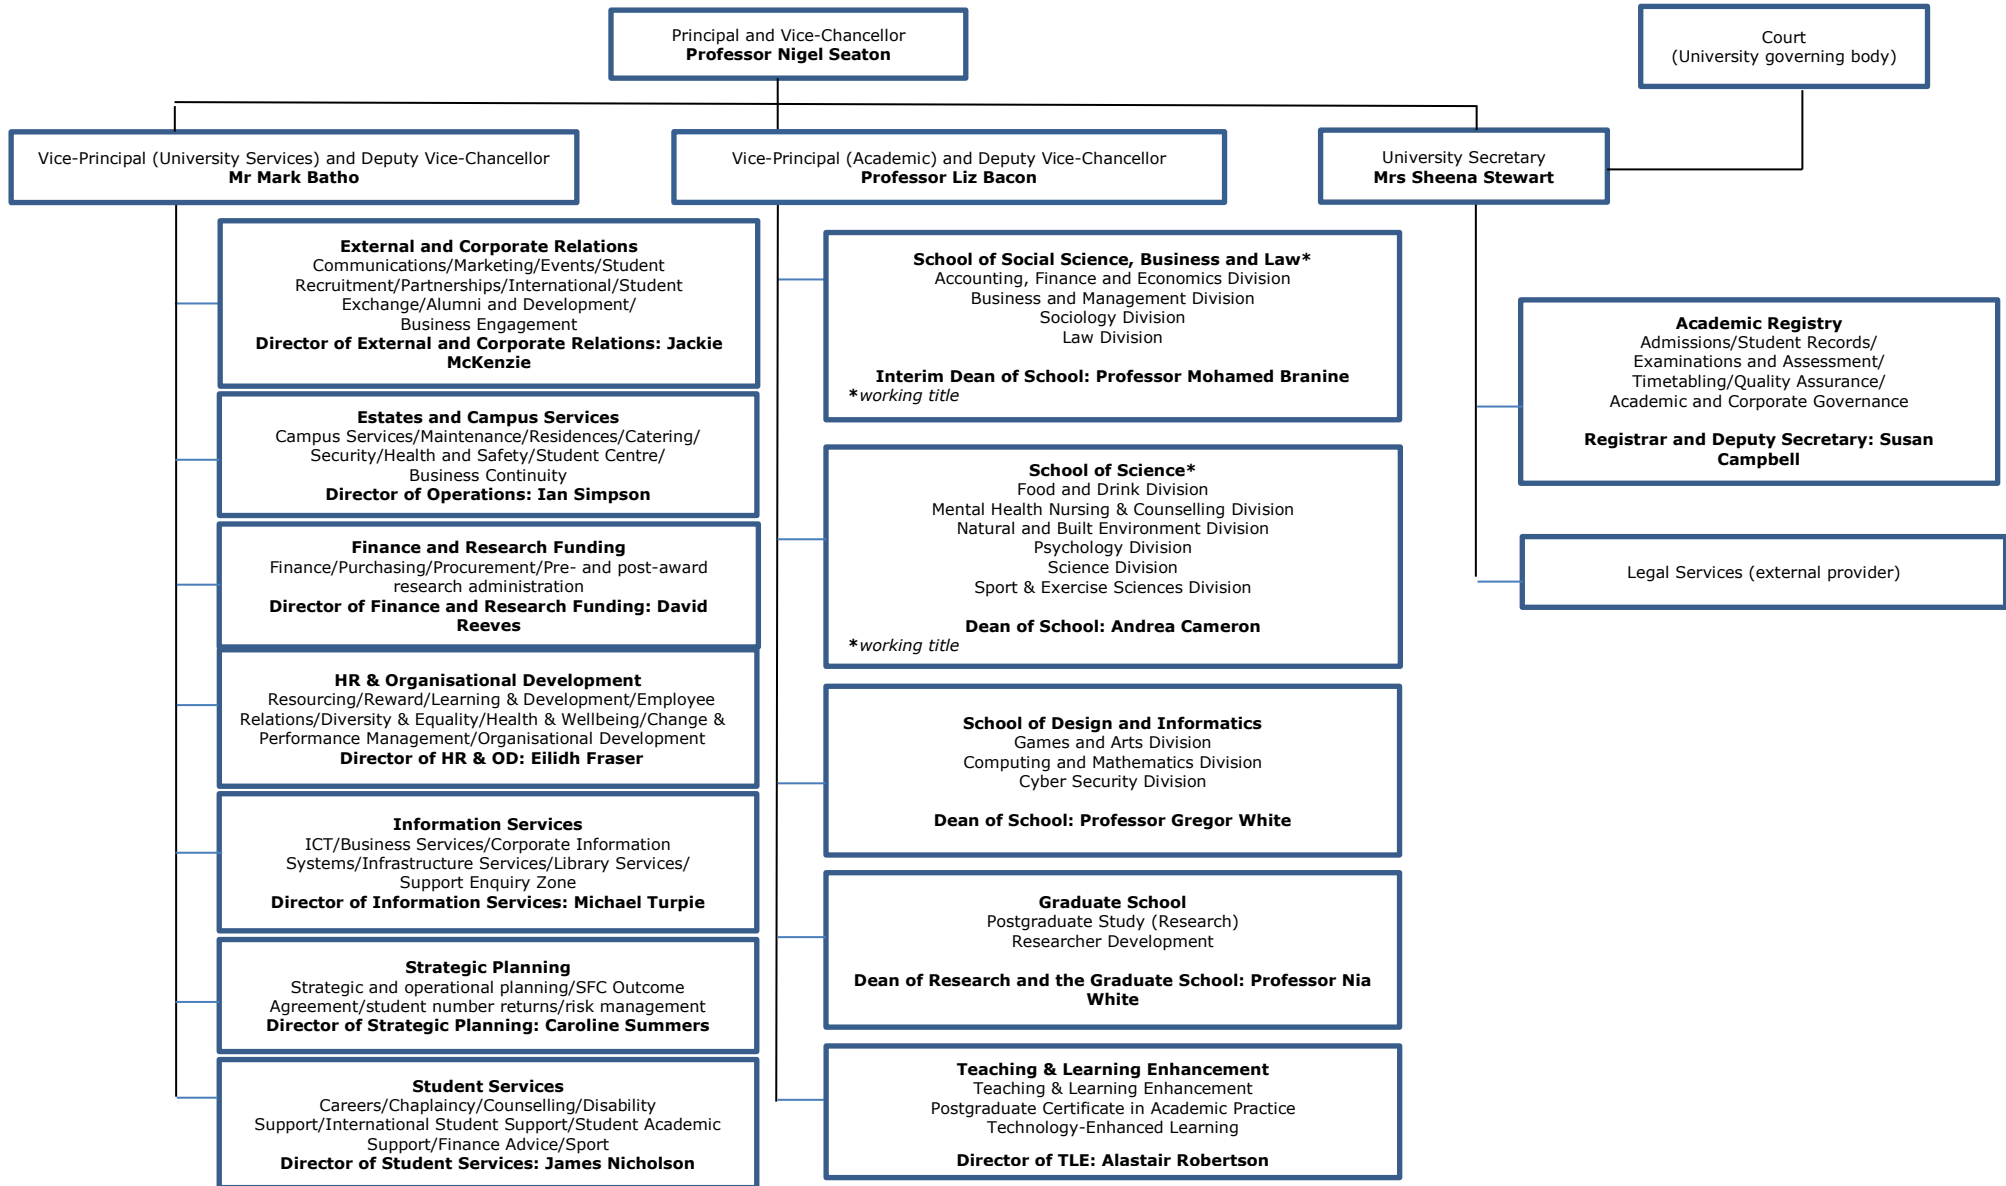 Principal and Vice-Chancellor
Professor Nigel Seaton
Court
(University governing body)
Vice-Principal (University Services) and Deputy Vice-Chancellor
Mr Mark Batho
Vice-Principal (Academic) and Deputy Vice-Chancellor
Professor Liz Bacon
University Secretary
Mrs Sheena Stewart
External and Corporate Relations
Communications/Marketing/Events/Student
Recruitment/Partnerships/International/Student
Exchange/Alumni and Development/
Business Engagement
Director of External and Corporate Relations: Jackie
McKenzie
Estates and Campus Services
Campus Services/Maintenance/Residences/Catering/
Security/Health and Safety/Student Centre/
Business Continuity
Director of Operations: Ian Simpson
Finance and Research Funding
Finance/Purchasing/Procurement/Pre- and post-award
research administration
Director of Finance and Research Funding: David
Reeves
HR & Organisational Development
Resourcing/Reward/Learning & Development/Employee
Relations/Diversity & Equality/Health & Wellbeing/Change &
Performance Management/Organisational Development
Director of HR & OD: Eilidh Fraser
Information Services
ICT/Business Services/Corporate Information
Systems/Infrastructure Services/Library Services/
Support Enquiry Zone
Director of Information Services: Michael Turpie
Strategic Planning
Strategic and operational planning/SFC Outcome
Agreement/student number returns/risk management
Director of Strategic Planning: Caroline Summers
Student Services
Careers/Chaplaincy/Counselling/Disability
Support/International Student Support/Student Academic
Support/Finance Advice/Sport
Director of Student Services: James Nicholson
School of Social Science, Business and Law*
Accounting, Finance and Economics Division
Business and Management Division
Sociology Division
Law Division
Interim Dean of School: Professor Mohamed Branine
*working title
School of Science*
Food and Drink Division
Mental Health Nursing & Counselling Division
Natural and Built Environment Division
Psychology Division
Science Division
Sport & Exercise Sciences Division
Dean of School: Andrea Cameron
*working title
School of Design and Informatics
Games and Arts Division
Computing and Mathematics Division
Cyber Security Division
Dean of School: Professor Gregor White
Graduate School
Postgraduate Study (Research)
Researcher Development
Dean of Research and the Graduate School: Professor Nia
White
Teaching & Learning Enhancement
Teaching & Learning Enhancement
Postgraduate Certificate in Academic Practice
Technology-Enhanced Learning
Director of TLE: Alastair Robertson
Academic Registry
Admissions/Student Records/
Examinations and Assessment/
Timetabling/Quality Assurance/
Academic and Corporate Governance
Registrar and Deputy Secretary: Susan
Campbell
Legal Services (external provider)